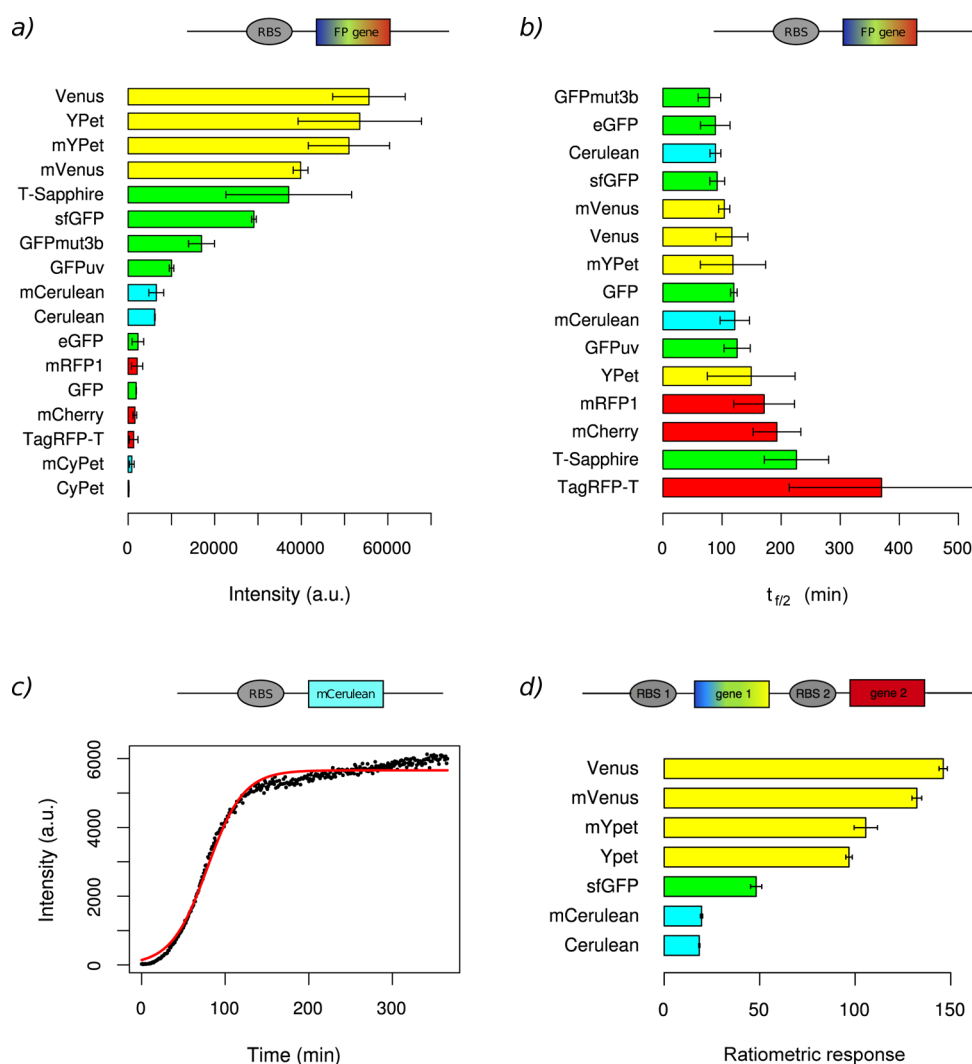 a)
RBS
FP gene
Venus
YPet
mYPet
mVenus
T-Sapphire
sfGFP
GFPmut3b
GFPuv
mCerulean
Cerulean
eGFP
mRFP1
GFP
mCherry
TagRFP-T
mCyPet
CyPet
0 20000 40000 60000
Intensity (a.u.)
b)
RBS
FP gene
GFPmut3b
eGFP
Cerulean
sfGFP
mVenus
Venus
mYPet
GFP
mCerulean
GFPuv
YPet
mRFP1
mCherry
T-Sapphire
TagRFP-T
0 100 200 300 400 500
t f/2 (min)
c)
RBS
mCerulean
Intensity (a.u.)
6000
4000
2000
0
0 100 200 300
Time (min)
d)
RBS 1
gene 1
RBS 2
gene 2
Venus
mVenus
mYpet
Ypet
sfGFP
mCerulean
Cerulean
0 50 100 150
Ratiometric response